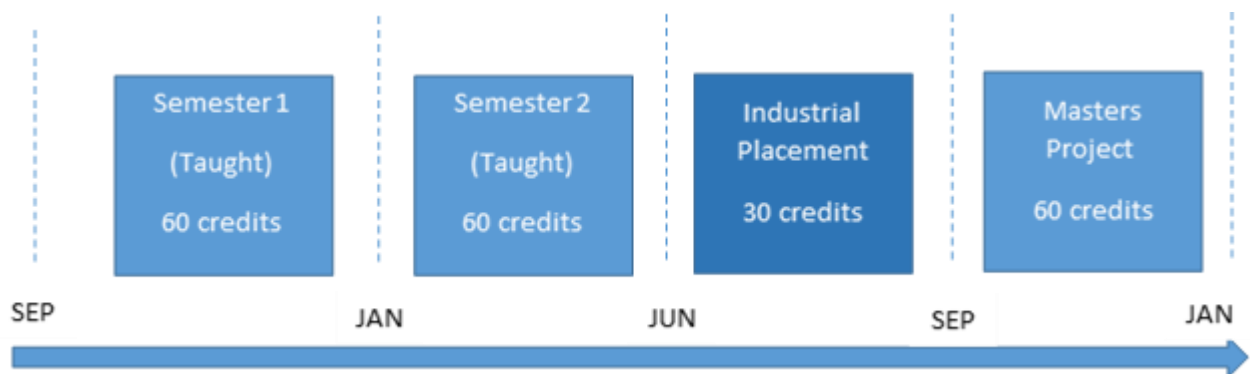 Semester 1
(Taught)
60 credits
Semester 2
(Taught)
60 credits
Industrial
Placement
30 credits
Masters
Project
60 credits
SEP
JAN
JUN
SEP
JAN